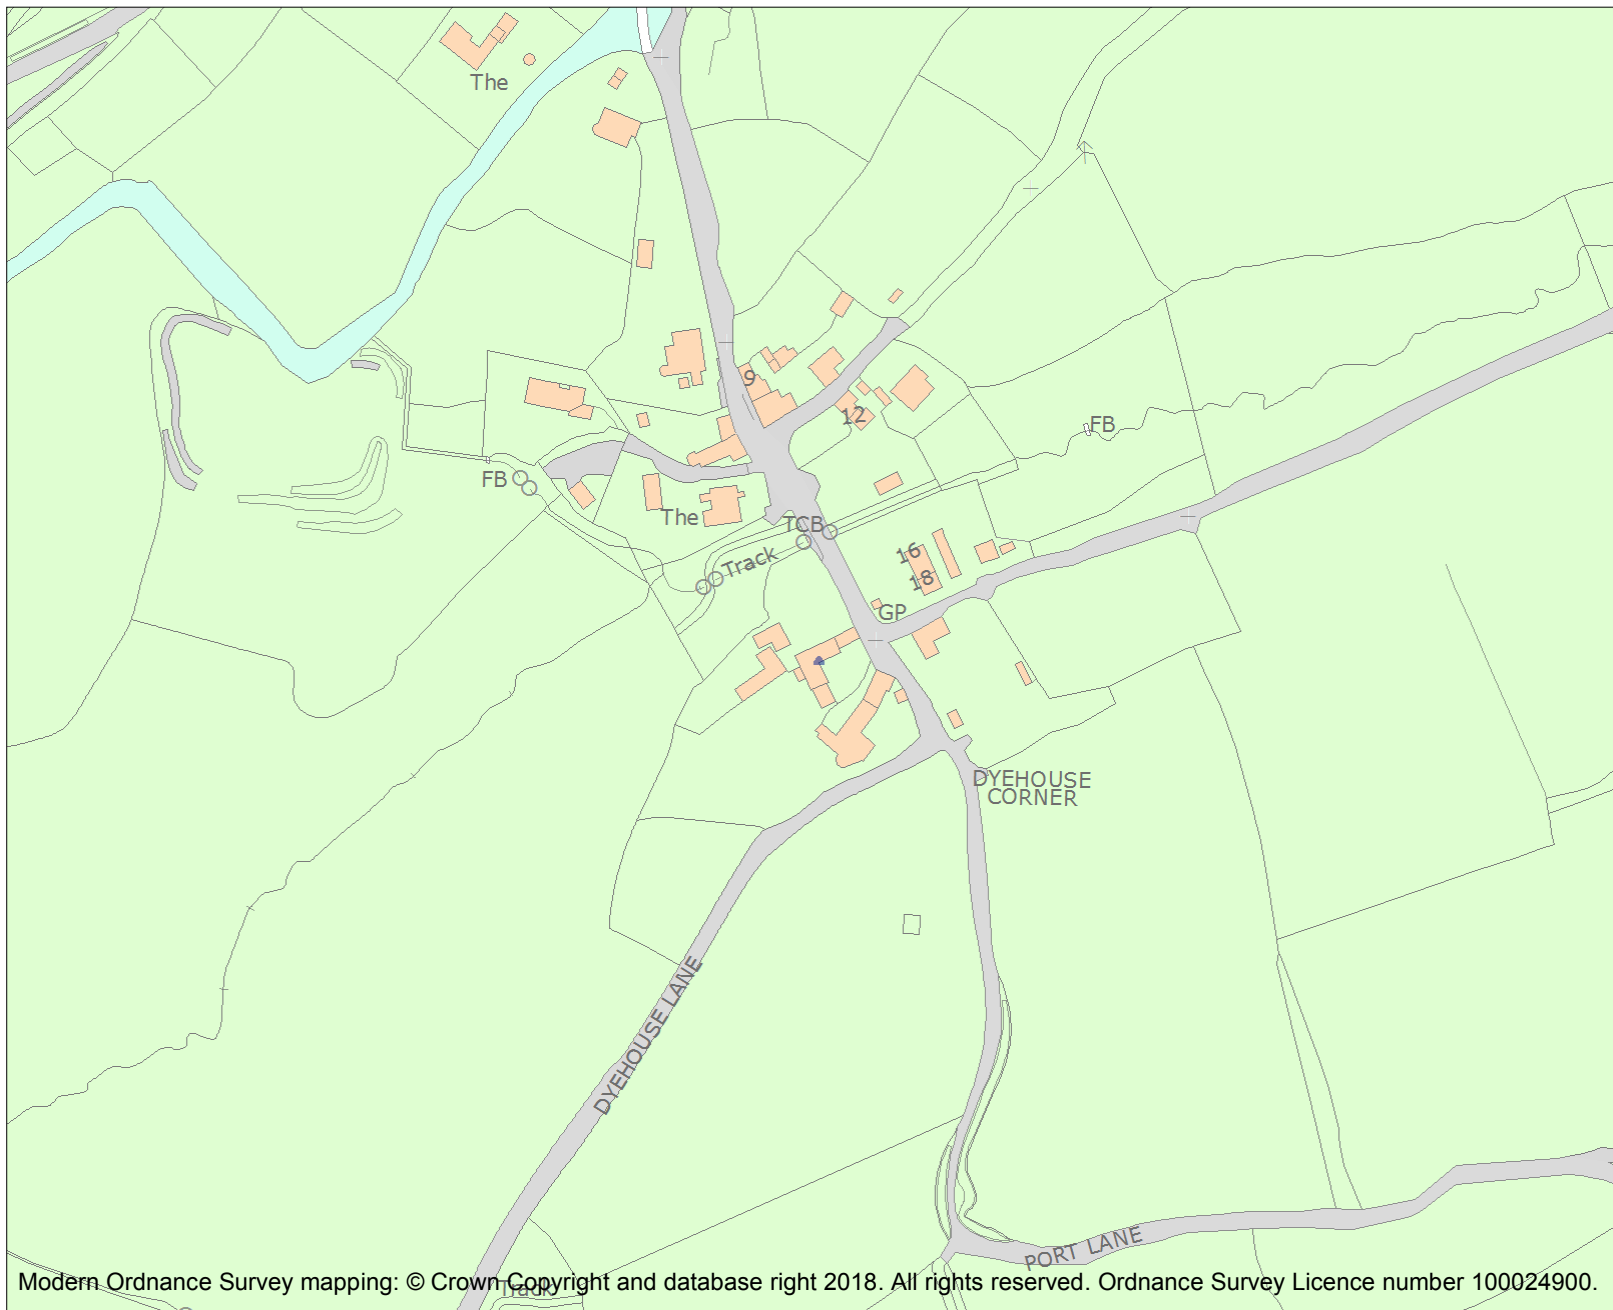 The
9
12
FB
FB
The
TCB
Track
16
18
GP
DYEHOUSE
CORNER
DYEHOUSE LANE
PORT LANE
Track
Modern Ordnance Survey mapping: © Crown Copyright and database right 2018. All rights reserved. Ordnance Survey Licence number 100024900.